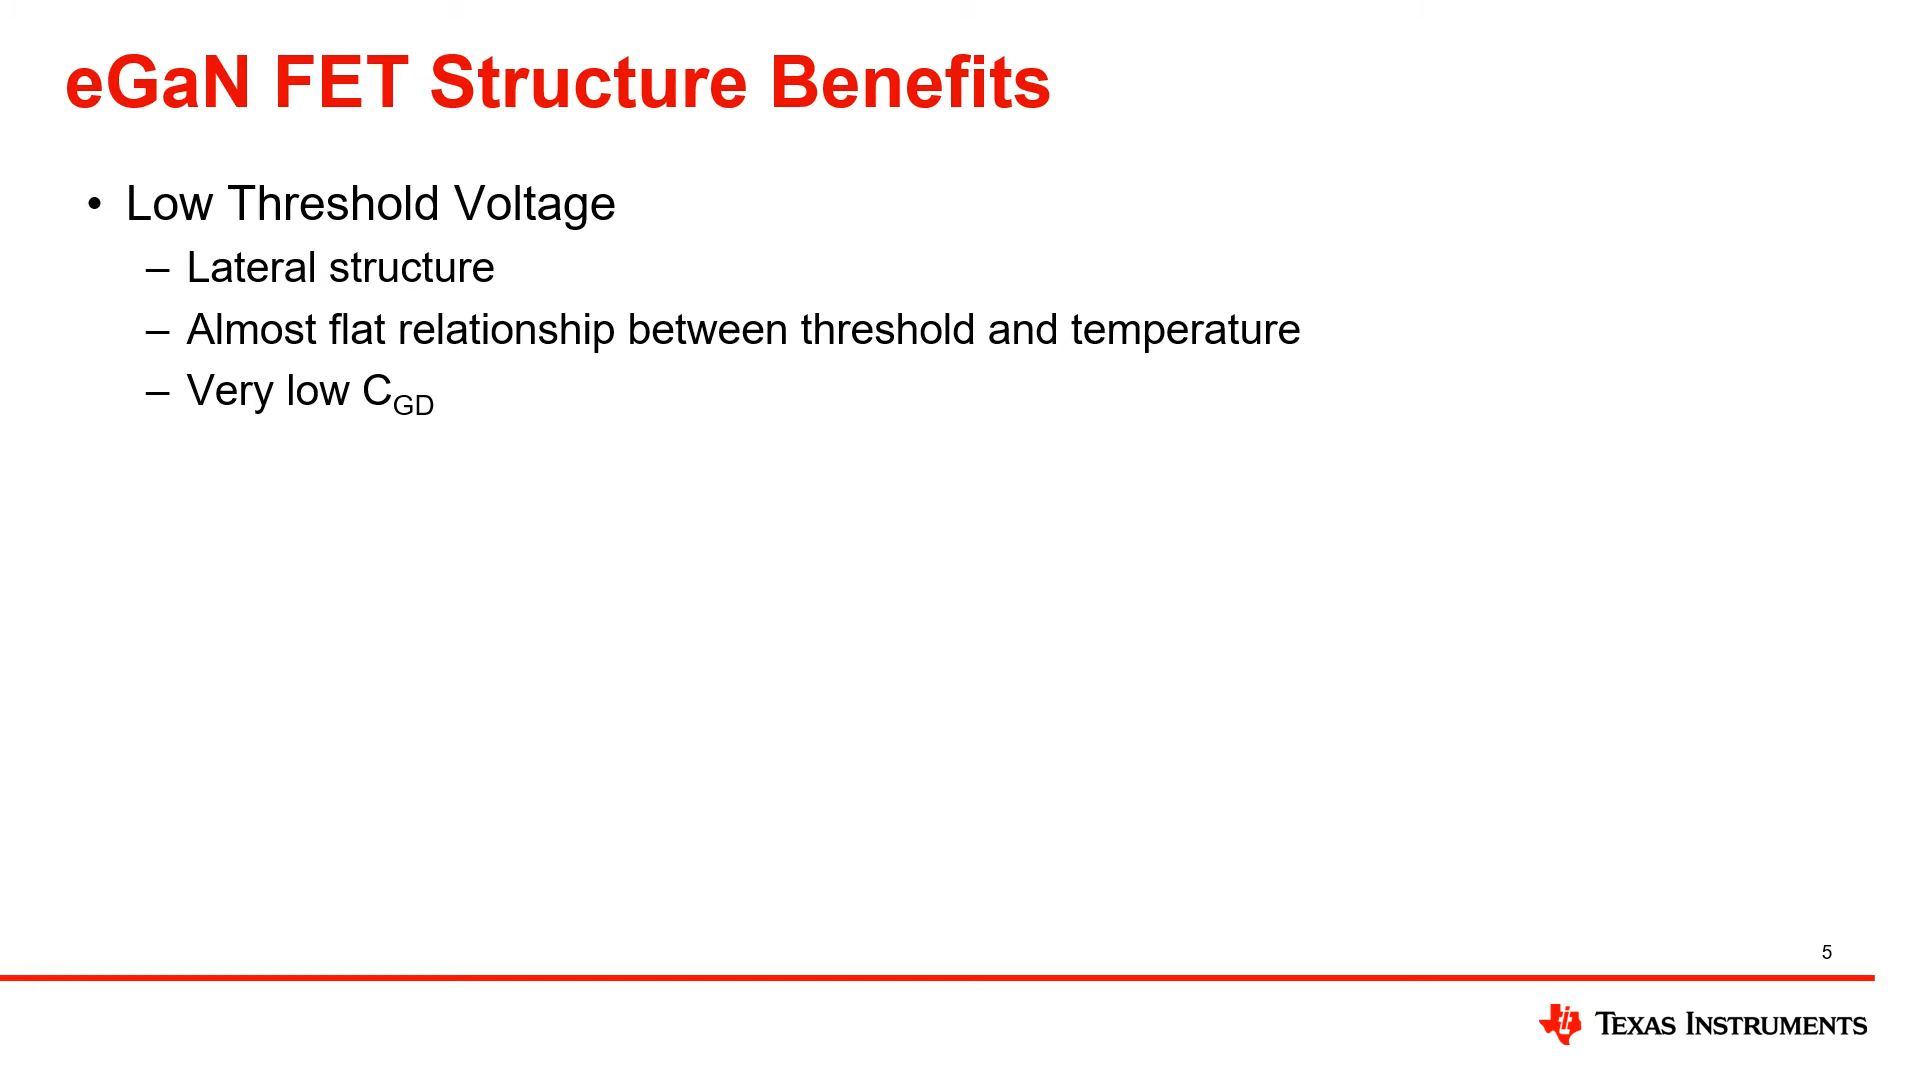 eGaN FET Structure Benefits
• Low Threshold Voltage
– Lateral structure
– Almost flat relationship between threshold and temperature
– Very low CGD
5
TEXAS INSTRUMENTS